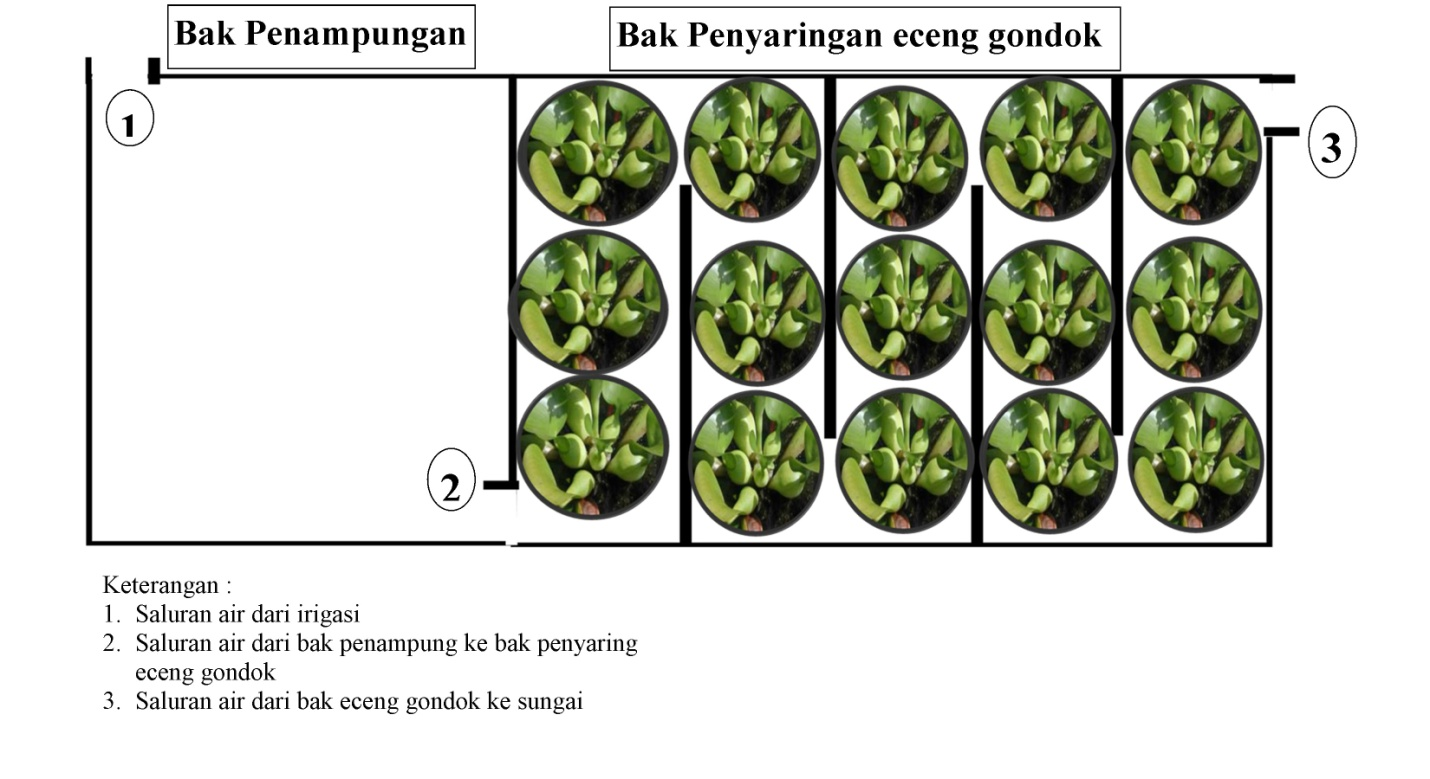 Bak Penampungan
Bak Penyaringan eceng gondok
1
3
2
Keterangan :
1. Saluran air dari irigasi
2. Saluran air dari bak penampung ke bak penyaring
eceng gondok
3. Saluran air dari bak eceng gondok ke sungai